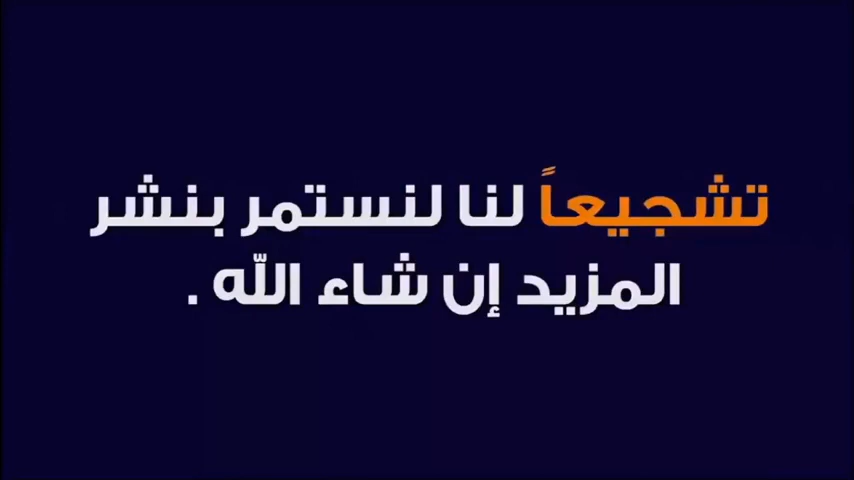 تشجيعاً لنا لنستمر بنشر
المزيد إن شاء الله .